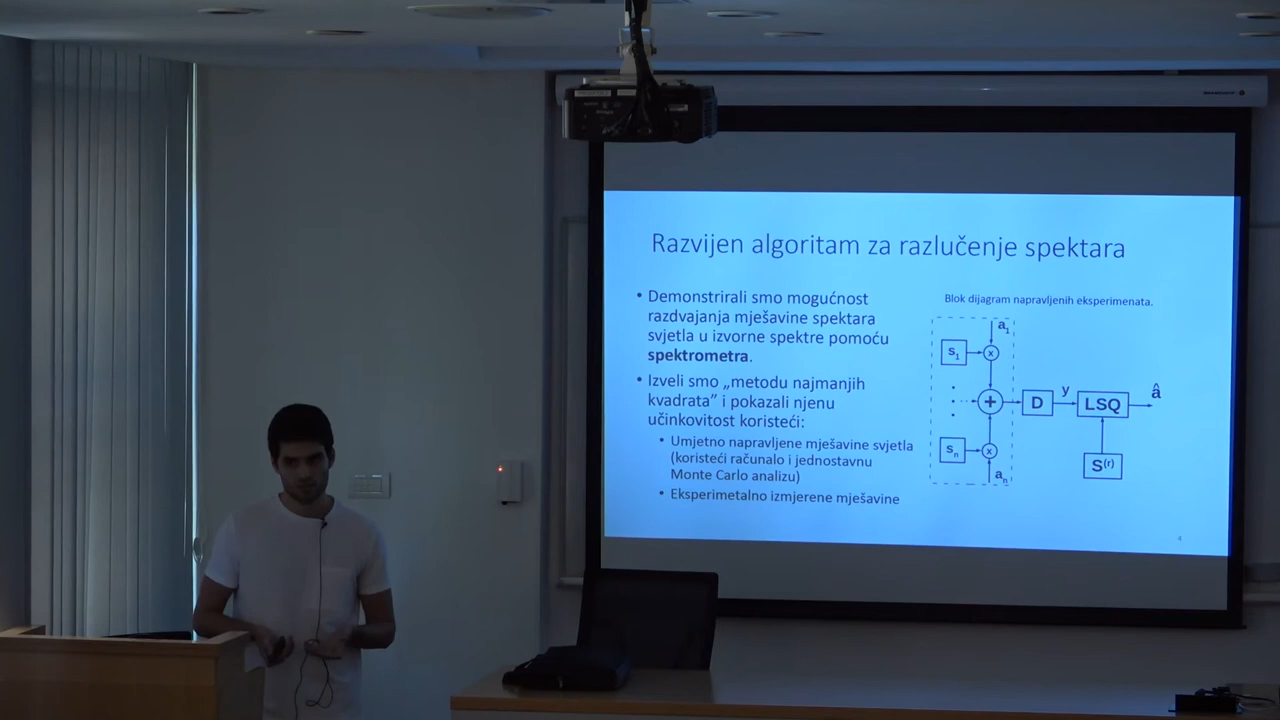 Razvijen algoritam za razlučenje spektara
• Demonstrirali smo mogućnost
razdvajanja mješavine spektara
svjetla u izvorne spektre pomoću
spektrometra.
• Izveli smo „metodu najmanjih
kvadrata” i pokazali njenu
učinkovitost koristeći:
• Umjetno napravljene mješavine svjetla
(koristeći računalo i jednostavnu
Monte Carlo analizu)
• Eksperimetalno izmjerene mješavine
Blok dijagram napravljenih eksperimenata.
a₁
s₁
x
+
D
y
LSQ
â
sₙ
x
aₙ
S⁽ʳ⁾
4